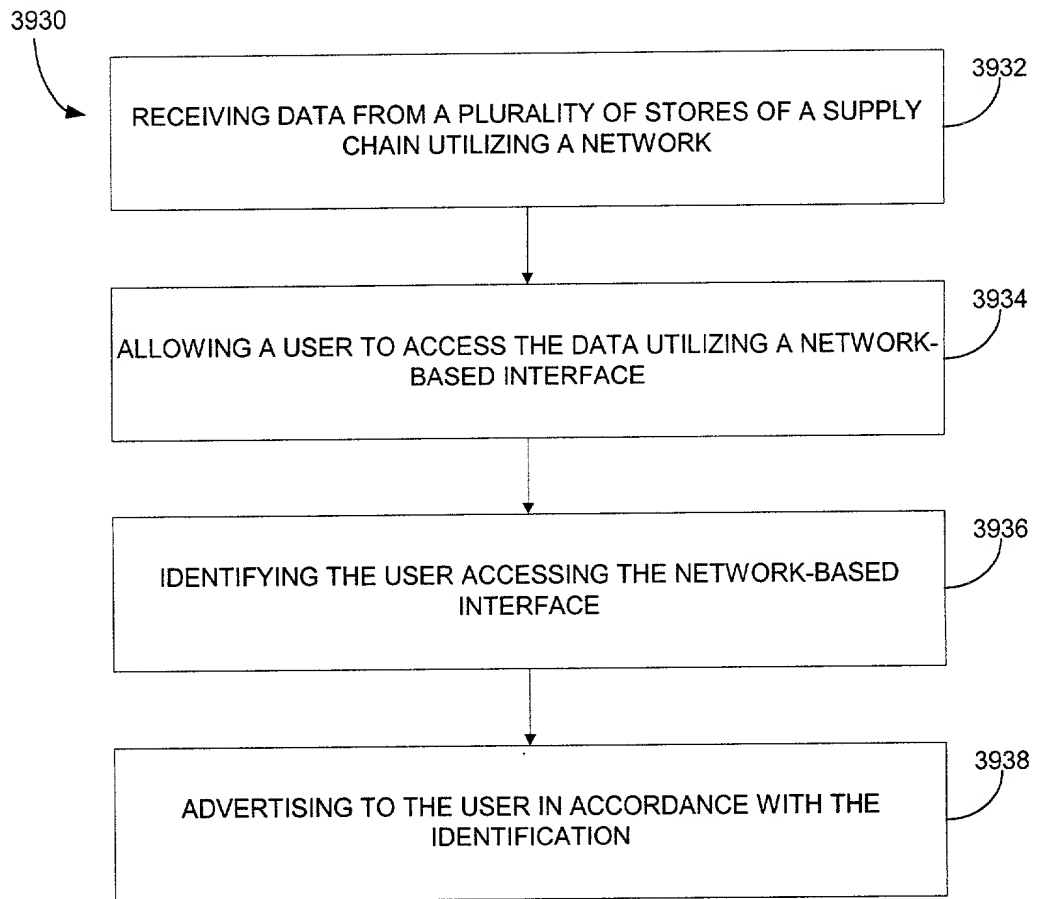 3930
3932
RECEIVING DATA FROM A PLURALITY OF STORES OF A SUPPLY
CHAIN UTILIZING A NETWORK
3934
ALLOWING A USER TO ACCESS THE DATA UTILIZING A NETWORK-
BASED INTERFACE
3936
IDENTIFYING THE USER ACCESSING THE NETWORK-BASED
INTERFACE
3938
ADVERTISING TO THE USER IN ACCORDANCE WITH THE
IDENTIFICATION